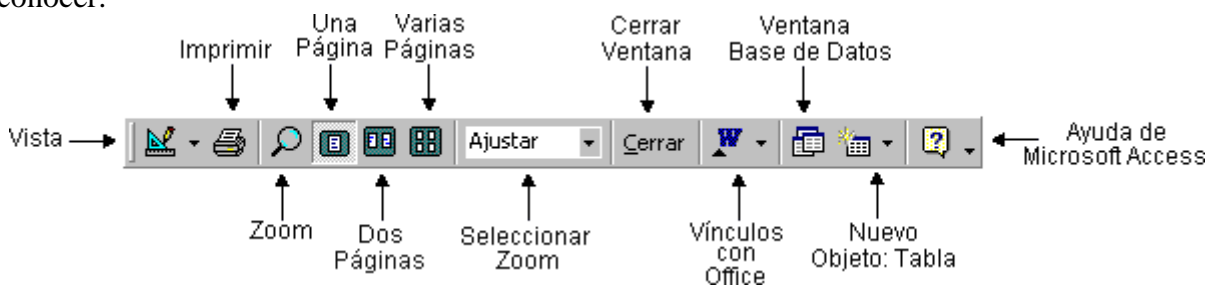 conocer:
Una
Página
Varias
Páginas
Imprimir
Cerrar
Ventana
Ventana
Base de Datos
Vista
Ajustar
Cerrar
W
?
Ayuda de
Microsoft Access
Zoom
Dos
Páginas
Seleccionar
Zoom
Vínculos
con
Office
Nuevo
Objeto: Tabla